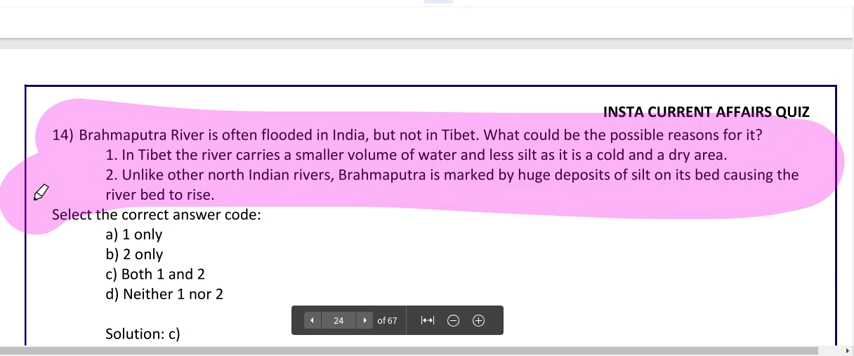 INSTA CURRENT AFFAIRS QUIZ
14) Brahmaputra River is often flooded in India, but not in Tibet. What could be the possible reasons for it?
1. In Tibet the river carries a smaller volume of water and less silt as it is a cold and a dry area.
2. Unlike other north Indian rivers, Brahmaputra is marked by huge deposits of silt on its bed causing the
river bed to rise.
Select the correct answer code:
a) 1 only
b) 2 only
c) Both 1 and 2
d) Neither 1 nor 2
24 of 67
Solution: c)